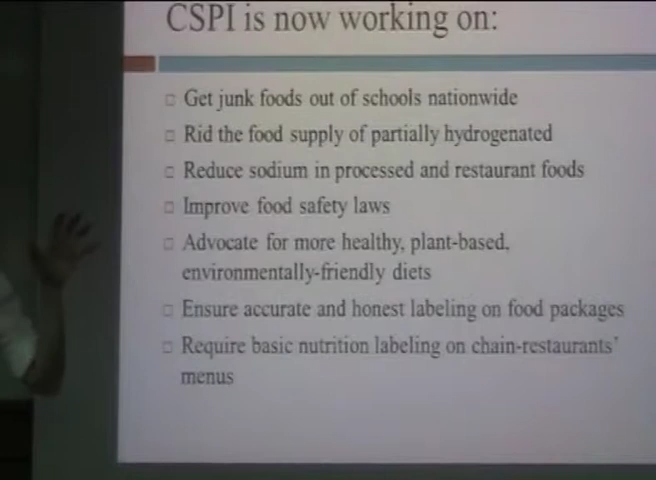 CSPI is now working on:
Get junk foods out of schools nationwide
Rid the food supply of partially hydrogenated
Reduce sodium in processed and restaurant foods
Improve food safety laws
Advocate for more healthy, plant-based,
environmentally-friendly diets
Ensure accurate and honest labeling on food packages
Require basic nutrition labeling on chain-restaurants'
menus